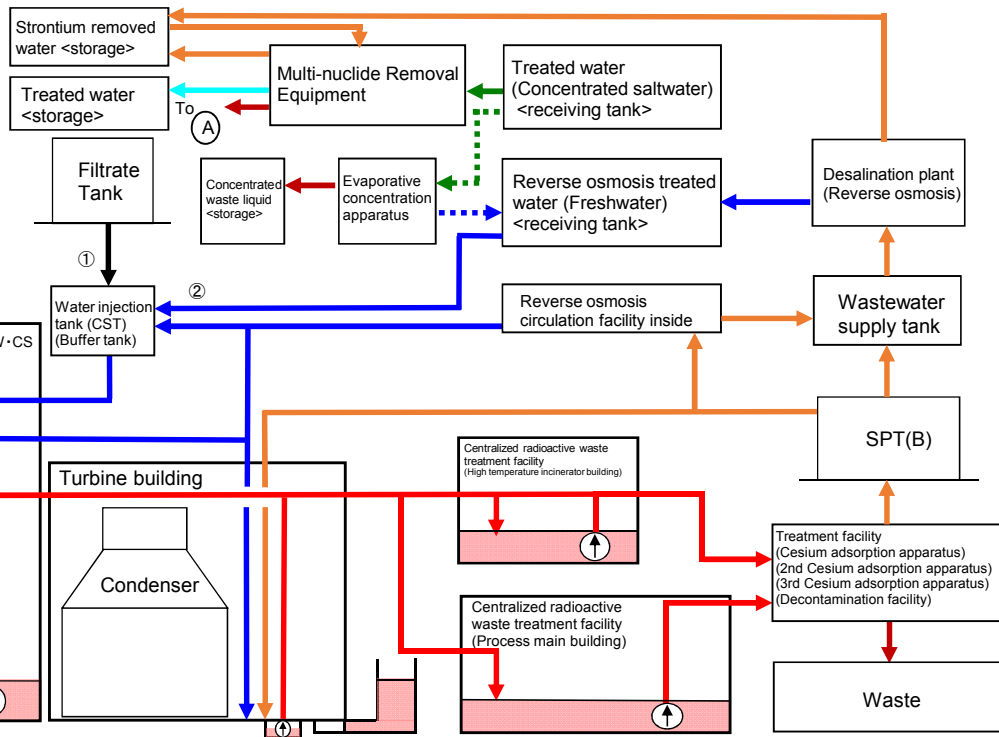 Strontium removed
water <storage>
Treated water
<storage>
To
A
Multi-nuclide Removal
Equipment
Treated water
(Concentrated saltwater)
<receiving tank>
Filtrate
Tank
Concentrated
waste liquid
<storage>
Evaporative
concentration
apparatus
Reverse osmosis treated
water (Freshwater)
<receiving tank>
Desalination plant
(Reverse osmosis)
①
②
Water injection
tank (CST)
(Buffer tank)
Reverse osmosis
circulation facility inside
Wastewater
supply tank
・CS
SPT(B)
Turbine building
Condenser
Centralized radioactive waste
treatment facility
(High temperature incinerator building)
Centralized radioactive
waste treatment facility
(Process main building)
Treatment facility
(Cesium adsorption apparatus)
(2nd Cesium adsorption apparatus)
(3rd Cesium adsorption apparatus)
(Decontamination facility)
Waste